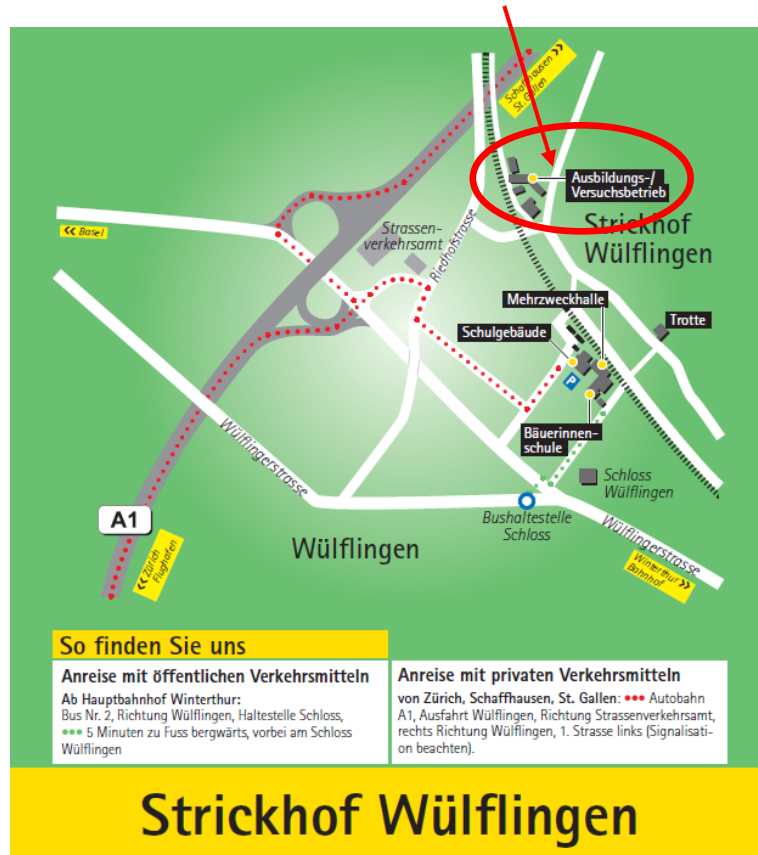 Schaffhausen
St. Gallen
Ausbildungs-/
Versuchsbetrieb
Basel
Strassen-
verkehrsamt
Riedhofstrasse
Strickhof
Wülflingen
Mehrzweckhalle
Trotte
Schulgebäude
P
Bäuerinnen-
schule
Wülflingerstrasse
Schloss
Wülflingen
A1
Bushaltestelle
Schloss
Wülflingerstrasse
Wülflingen
Zürich
Flughafen
Winterthur
Bahnhof
So finden Sie uns
Anreise mit öffentlichen Verkehrsmitteln
Ab Hauptbahnhof Winterthur:
Bus Nr. 2, Richtung Wülflingen, Haltestelle Schloss,
●●● 5 Minuten zu Fuss bergwärts, vorbei am Schloss
Wülflingen
Anreise mit privaten Verkehrsmitteln
von Zürich, Schaffhausen, St. Gallen: ●●● Autobahn
A1, Ausfahrt Wülflingen, Richtung Strassenverkehrsamt,
rechts Richtung Wülflingen, 1. Strasse links (Signalisati-
on beachten).
Strickhof Wülflingen